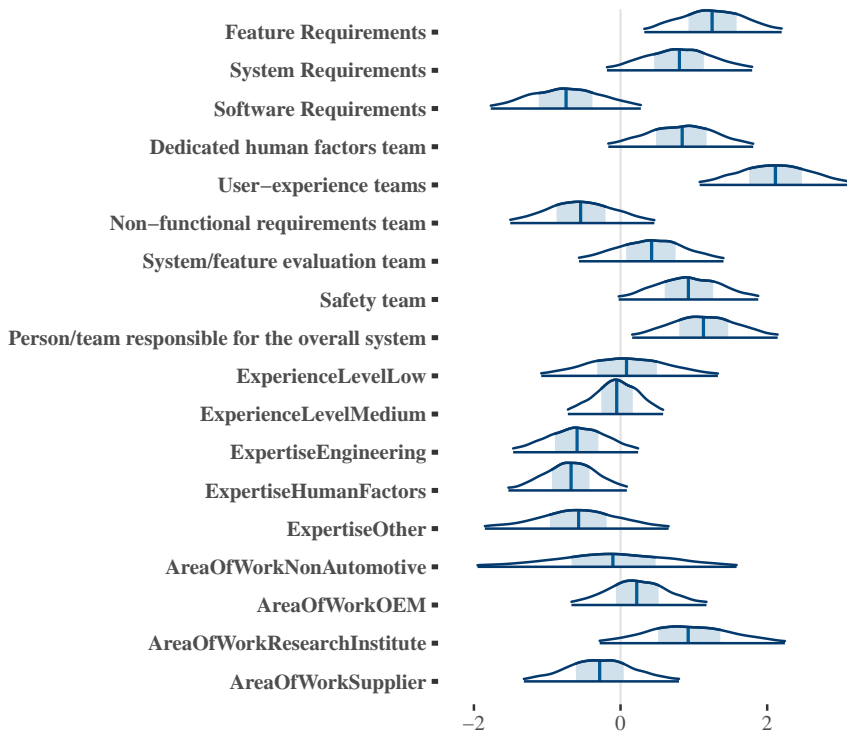 Feature Requirements
System Requirements
Software Requirements
Dedicated human factors team
User−experience teams
Non−functional requirements team
System/feature evaluation team
Safety team
Person/team responsible for the overall system
ExperienceLevelLow
ExperienceLevelMedium
ExpertiseEngineering
ExpertiseHumanFactors
ExpertiseOther
AreaOfWorkNonAutomotive
AreaOfWorkOEM
AreaOfWorkResearchInstitute
AreaOfWorkSupplier
−2 0 2